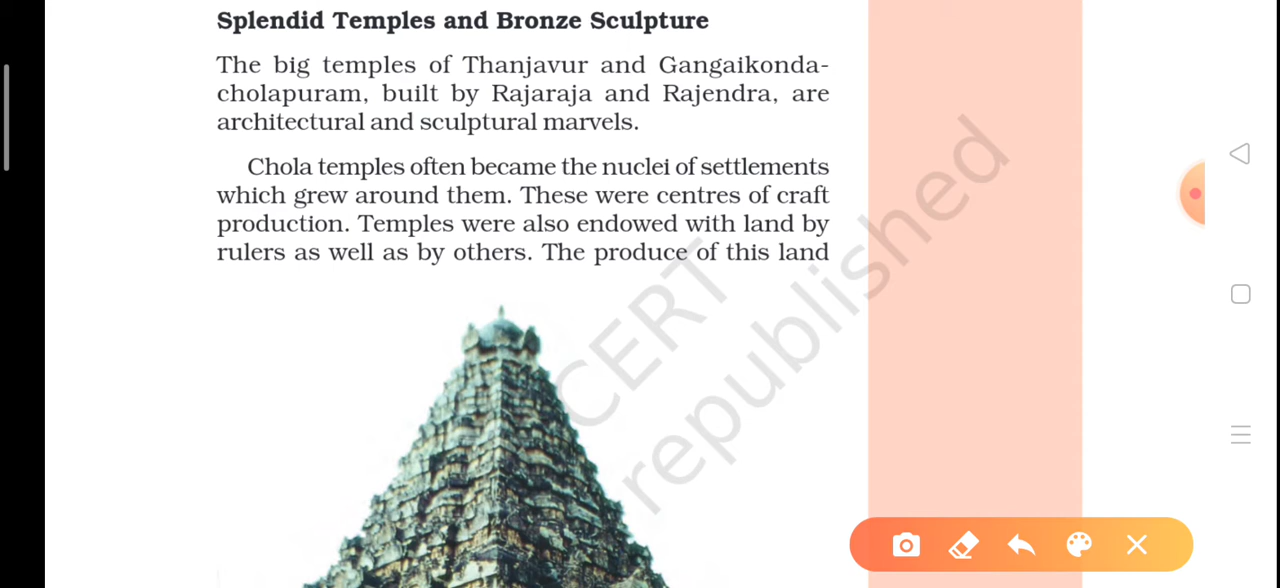 Splendid Temples and Bronze Sculpture
The big temples of Thanjavur and Gangaikonda-
cholapuram, built by Rajaraja and Rajendra, are
architectural and sculptural marvels.
Chola temples often became the nuclei of settlements
which grew around them. These were centres of craft
production. Temples were also endowed with land by
rulers as well as by others. The produce of this land
CERT
republished